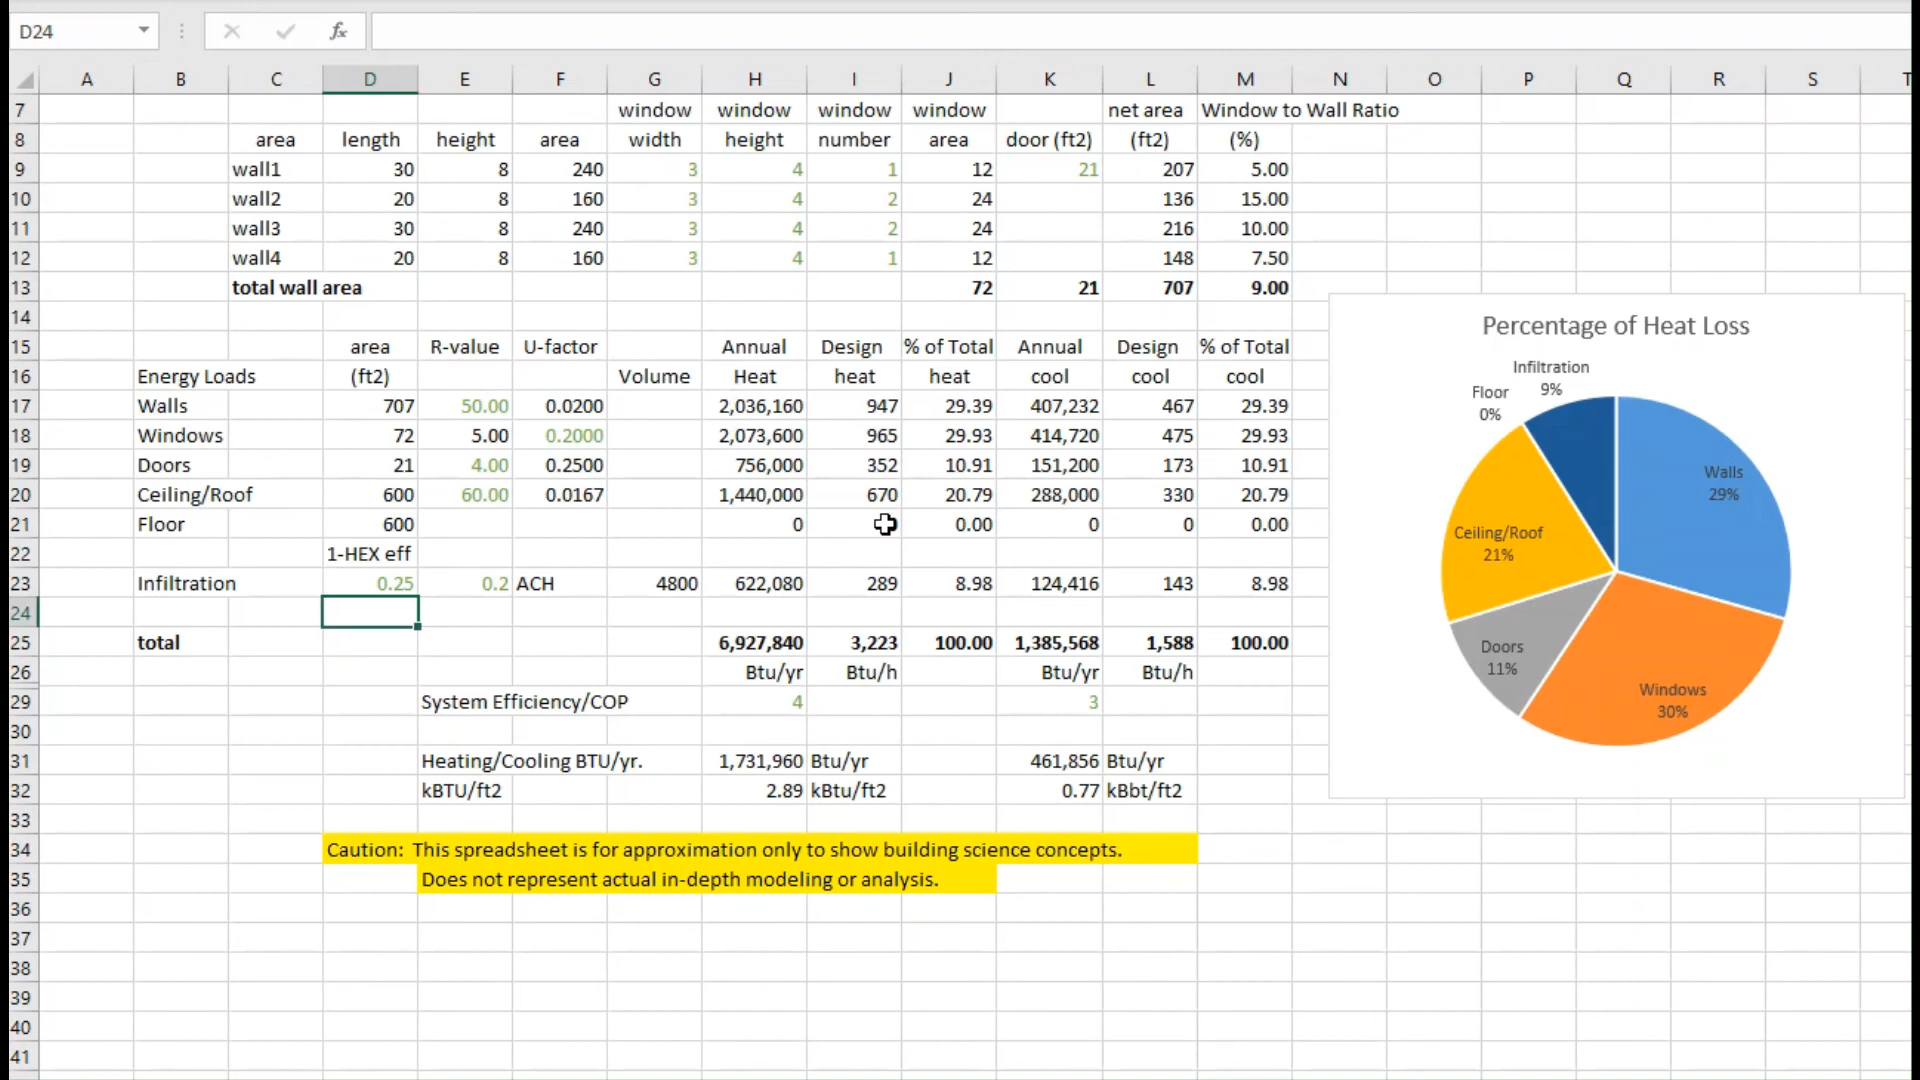 D24 fx
A B C D E F G H I J K L M N O P Q R S T
7 window window window window net area Window to Wall Ratio
8 area length height area width height number area door (ft2) (ft2) (%)
9 wall1 30 8 240 3 4 1 12 21 207 5.00
10 wall2 20 8 160 3 4 2 24 136 15.00
11 wall3 30 8 240 3 4 2 24 216 10.00
12 wall4 20 8 160 3 4 1 12 148 7.50
13 total wall area 72 21 707 9.00
14
15 area R-value U-factor Annual Design % of Total Annual Design % of Total
16 Energy Loads (ft2) Volume Heat heat heat cool cool cool
17 Walls 707 50.00 0.0200 2,036,160 947 29.39 407,232 467 29.39
18 Windows 72 5.00 0.2000 2,073,600 965 29.93 414,720 475 29.93
19 Doors 21 4.00 0.2500 756,000 352 10.91 151,200 173 10.91
20 Ceiling/Roof 600 60.00 0.0167 1,440,000 670 20.79 288,000 330 20.79
21 Floor 600 0 0.00 0 0 0.00
22 1-HEX eff
23 Infiltration 0.25 0.2 ACH 4800 622,080 289 8.98 124,416 143 8.98
24
25 total 6,927,840 3,223 100.00 1,385,568 1,588 100.00
26 Btu/yr Btu/h Btu/yr Btu/h
29 System Efficiency/COP 4 3
30
31 Heating/Cooling BTU/yr. 1,731,960 Btu/yr 461,856 Btu/yr
32 kBTU/ft2 2.89 kBtu/ft2 0.77 kBbt/ft2
33
34 Caution: This spreadsheet is for approximation only to show building science concepts.
35 Does not represent actual in-depth modeling or analysis.
36
37
38
39
40
41
Percentage of Heat Loss
Infiltration
9%
Floor
0%
Walls
29%
Ceiling/Roof
21%
Doors
11%
Windows
30%